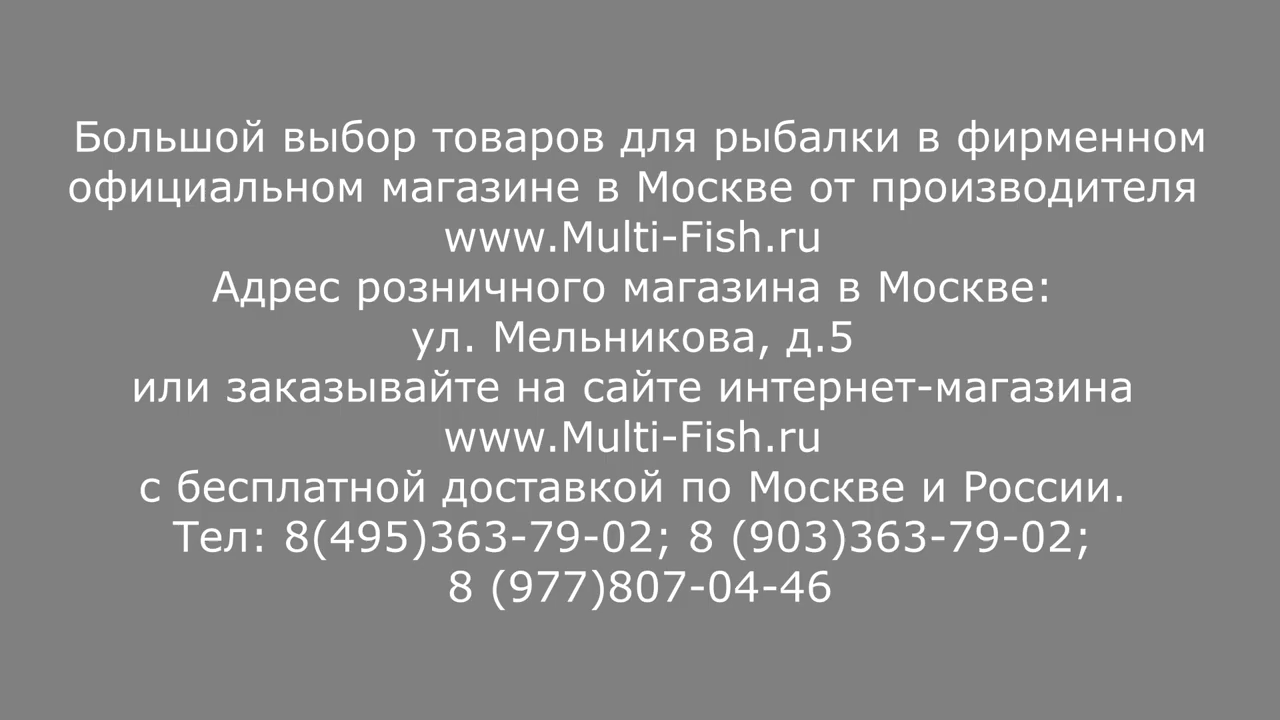 Большой выбор товаров для рыбалки в фирменном
официальном магазине в Москве от производителя
www.Multi-Fish.ru
Адрес розничного магазина в Москве:
ул. Мельникова, д.5
или заказывайте на сайте интернет-магазина
www.Multi-Fish.ru
с бесплатной доставкой по Москве и России.
Тел: 8(495)363-79-02; 8 (903)363-79-02;
8 (977)807-04-46